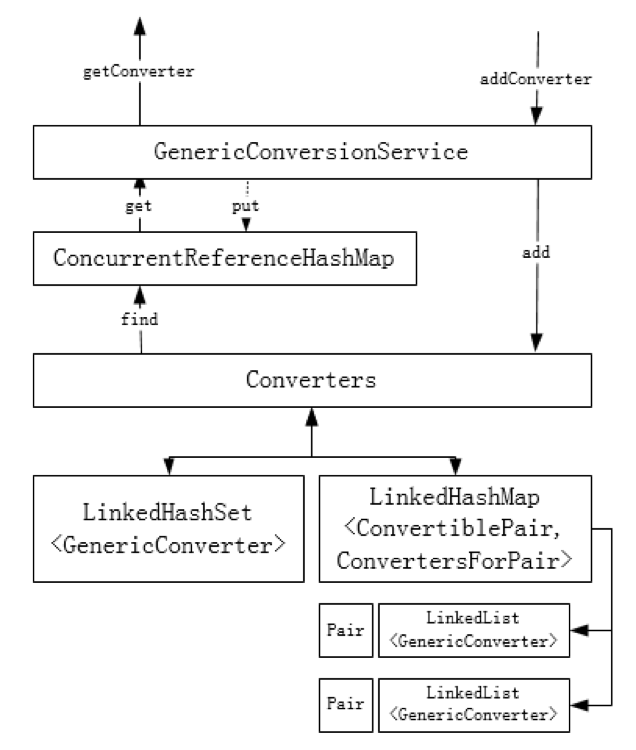 getConverter
addConverter
GenericConversionService
get
put
ConcurrentReferenceHashMap
add
find
Converters
LinkedHashSet
<GenericConverter>
LinkedHashMap
<ConvertiblePair,
ConvertersForPair>
Pair
LinkedList
<GenericConverter>
Pair
LinkedList
<GenericConverter>